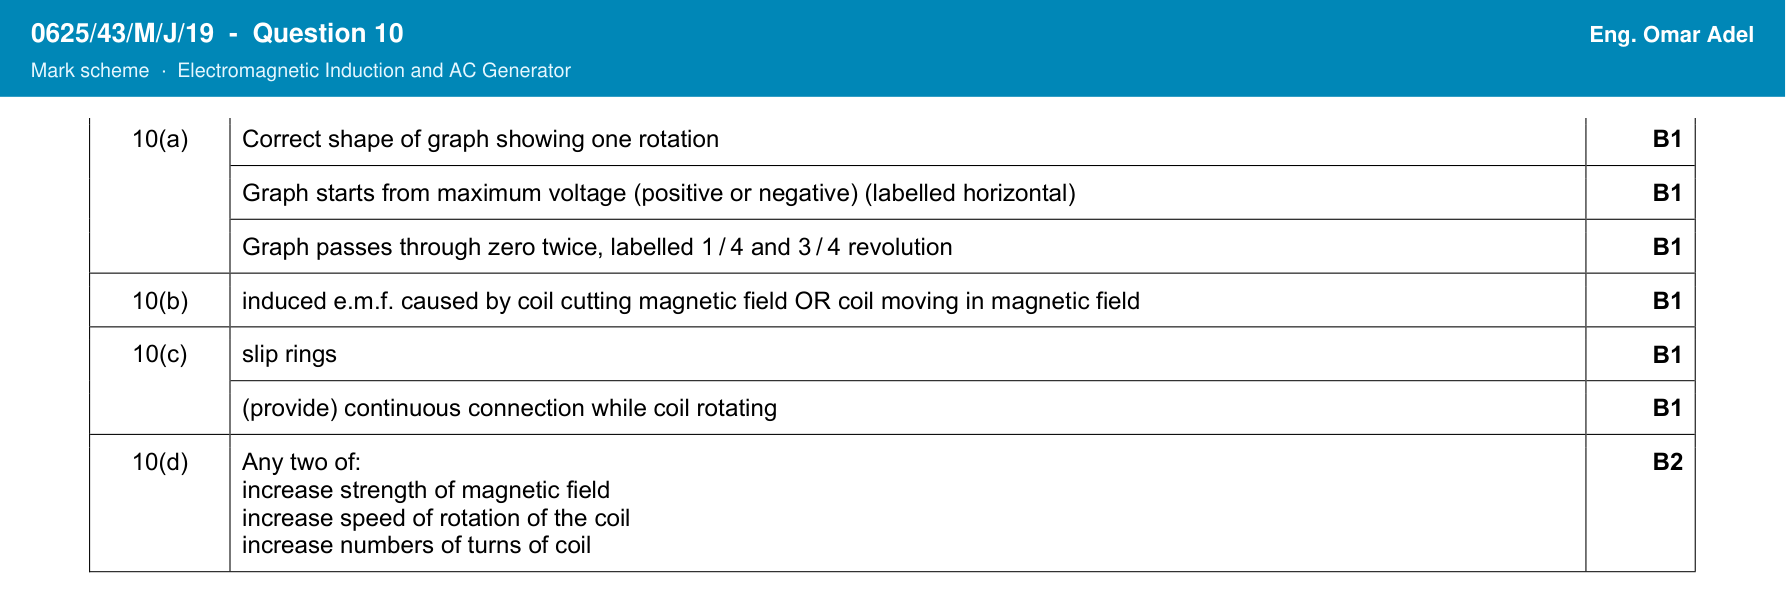 0625/43/M/J/19 - Question 10
Eng. Omar Adel
Mark scheme · Electromagnetic Induction and AC Generator
10(a) Correct shape of graph showing one rotation B1
Graph starts from maximum voltage (positive or negative) (labelled horizontal) B1
Graph passes through zero twice, labelled 1/4 and 3/4 revolution B1
10(b) induced e.m.f. caused by coil cutting magnetic field OR coil moving in magnetic field B1
10(c) slip rings B1
(provide) continuous connection while coil rotating B1
10(d) Any two of: B2
increase strength of magnetic field
increase speed of rotation of the coil
increase numbers of turns of coil